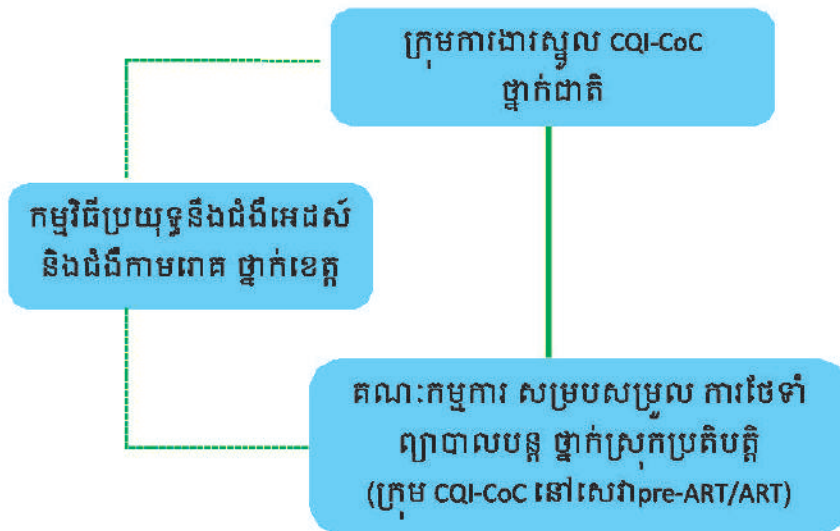 ក្រុមការងារស្នូល CQI-CoC
ថ្នាក់ជាតិ
កម្មវិធីប្រយុទ្ធនឹងជំងឺអេដស៍
និងជំងឺកាមរោគ ថ្នាក់ខេត្ត
គណៈកម្មការ សម្របសម្រួល ការថែទាំ
ព្យាបាលបន្ត ថ្នាក់ស្រុកប្រតិបត្តិ
(ក្រុម CQI-CoC នៅសេវាpre-ART/ART)